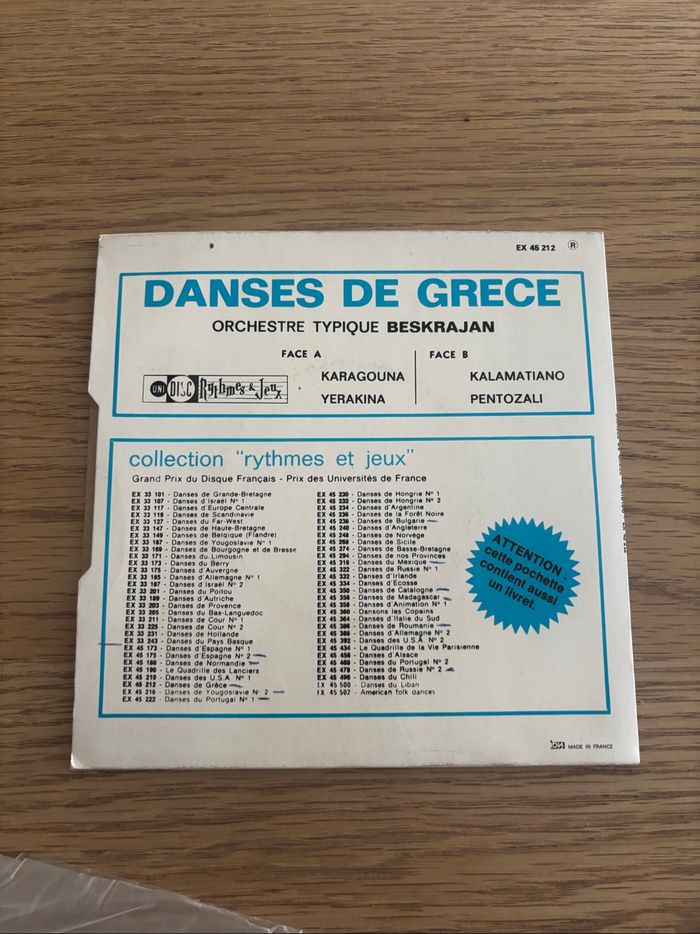 EX 45 212 ®
DANSES DE GRECE
ORCHESTRE TYPIQUE BESKRAJAN
FACE A
KARAGOUNA
YERAKINA
FACE B
KALAMATIANO
PENTOZALI
UNI DISC Rythmes & Jeux
collection "rythmes et jeux"
Grand Prix du Disque Français - Prix des Universités de France
EX 33 101 - Danses de Grande-Bretagne
EX 33 107 - Danses d'Israël N° 1
EX 33 117 - Danses d'Europe Centrale
EX 33 119 - Danses de Scandinavie
EX 33 127 - Danses du Far-West
EX 33 147 - Danses de Haute-Bretagne
EX 33 149 - Danses de Belgique (Flandre)
EX 33 167 - Danses de Yougoslavie N° 1
EX 33 169 - Danses de Bourgogne et de Bresse
EX 33 171 - Danses du Limousin
EX 33 173 - Danses du Berry
EX 33 175 - Danses d'Auvergne
EX 33 185 - Danses d'Allemagne N° 1
EX 33 187 - Danses d'Israël N° 2
EX 33 201 - Danses du Poitou
EX 33 189 - Danses d'Autriche
EX 33 203 - Danses de Provence
EX 33 205 - Danses du Bas-Languedoc
EX 33 211 - Danses de Cour N° 1
EX 33 225 - Danses de Cour N° 2
EX 33 231 - Danses de Hollande
EX 33 243 - Danses du Pays Basque
EX 45 173 - Danses d'Espagne N° 1
EX 45 175 - Danses d'Espagne N° 2
EX 45 188 - Danses de Normandie
EX 45 190 - Le Quadrille des Lanciers
EX 45 210 - Danses des U.S.A. N° 1
EX 45 212 - Danses de Grèce
EX 45 216 - Danses de Yougoslavie N° 2
EX 45 222 - Danses du Portugal N° 1
EX 45 230 - Danses de Hongrie N° 1
EX 45 232 - Danses de Hongrie N° 2
EX 45 234 - Danses d'Argentine
EX 45 236 - Danses de la Forêt Noire
EX 45 238 - Danses de Bulgarie
EX 45 240 - Danses d'Angleterre
EX 45 248 - Danses de Norvège
EX 45 268 - Danses de Sicile
EX 45 274 - Danses de Basse-Bretagne
EX 45 294 - Danses de nos Provinces
EX 45 316 - Danses du Mexique
EX 45 322 - Danses de Russie N° 1
EX 45 332 - Danses d'Irlande
EX 45 334 - Danses d'Ecosse
EX 45 350 - Danses de Catalogne
EX 45 356 - Danses de Madagascar
EX 45 358 - Danses d'Animation N° 1
EX 45 360 - Dansons les Copains
EX 45 364 - Danses d'Italie du Sud
EX 45 386 - Danses de Roumanie
EX 45 388 - Danses d'Allemagne N° 2
EX 45 392 - Danses des U.S.A. N° 2
EX 45 434 - Le Quadrille de la Vie Parisienne
EX 45 456 - Danses d'Alsace
EX 45 468 - Danses du Portugal N° 2
EX 45 478 - Danses de Russie N° 2
EX 45 496 - Danses du Chili
IX 45 500 - Danses du Liban
IX 45 502 - American folk dances
ATTENTION.
cette pochette
contient aussi
un livret.
MADE IN FRANCE